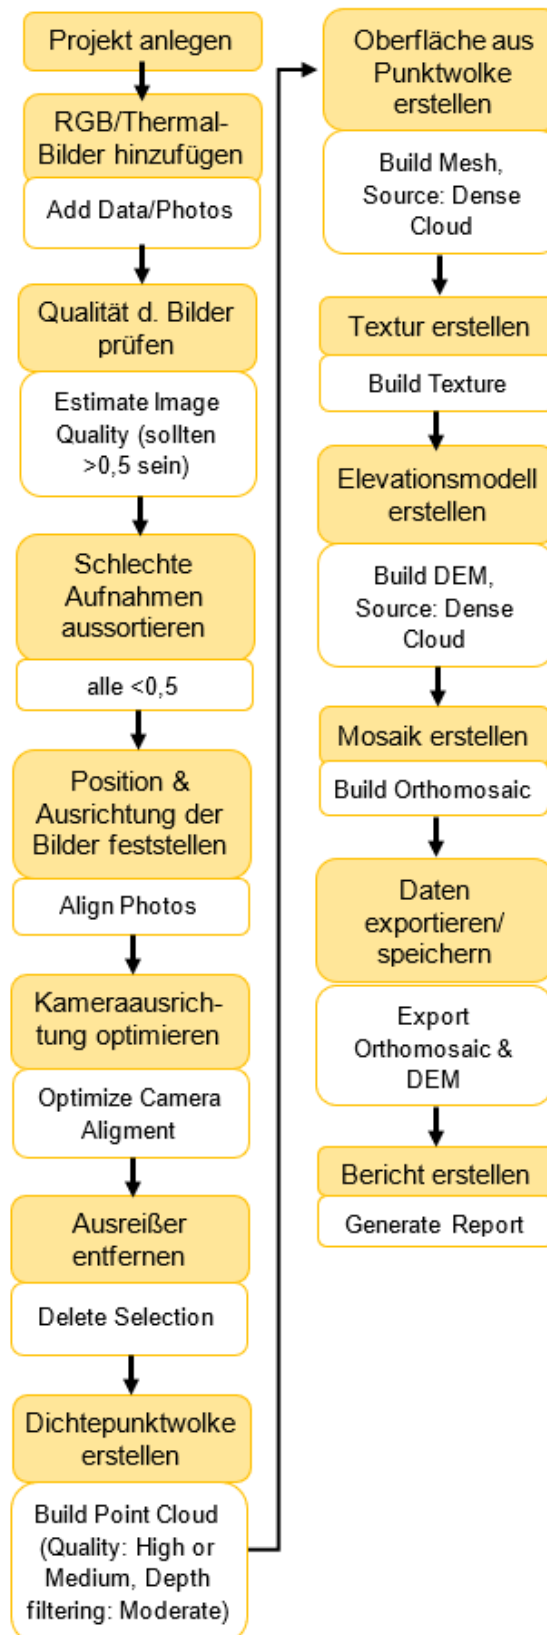 Projekt anlegen
RGB/Thermal-
Bilder hinzufügen
Add Data/Photos
Qualität d. Bilder
prüfen
Estimate Image
Quality (sollten
>0,5 sein)
Schlechte
Aufnahmen
aussortieren
alle <0,5
Position &
Ausrichtung der
Bilder feststellen
Align Photos
Kameraausrich-
tung optimieren
Optimize Camera
Aligment
Ausreißer
entfernen
Delete Selection
Dichtepunktwolke
erstellen
Build Point Cloud
(Quality: High or
Medium, Depth
filtering: Moderate)
Oberfläche aus
Punktwolke
erstellen
Build Mesh,
Source: Dense
Cloud
Textur erstellen
Build Texture
Elevationsmodell
erstellen
Build DEM,
Source: Dense
Cloud
Mosaik erstellen
Build Orthomosaic
Daten
exportieren/
speichern
Export
Orthomosaic &
DEM
Bericht erstellen
Generate Report